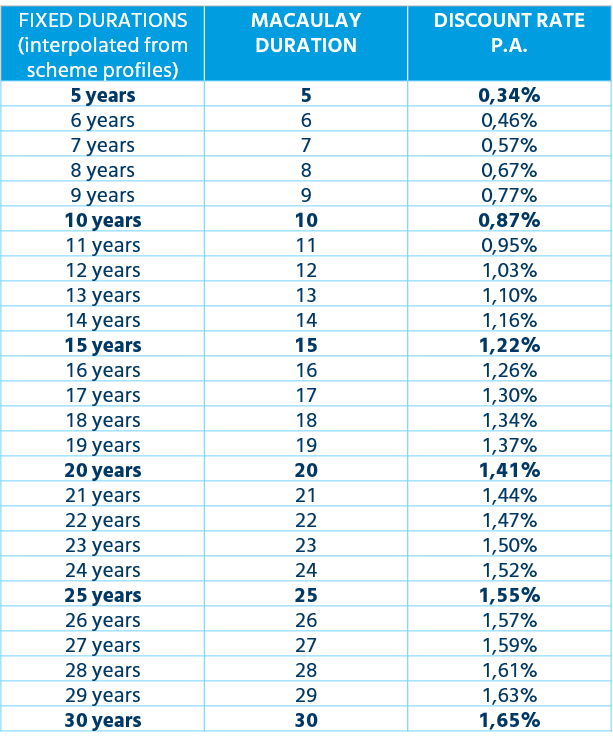 FIXED DURATIONS MACAULAY DISCOUNT RATE
(interpolated from DURATION P.A.
scheme profiles)
5 years 5 0,34%
6 years 6 0,46%
7 years 7 0,57%
8 years 8 0,67%
9 years 9 0,77%
10 years 10 0,87%
11 years 11 0,95%
12 years 12 1,03%
13 years 13 1,10%
14 years 14 1,16%
15 years 15 1,22%
16 years 16 1,26%
17 years 17 1,30%
18 years 18 1,34%
19 years 19 1,37%
20 years 20 1,41%
21 years 21 1,44%
22 years 22 1,47%
23 years 23 1,50%
24 years 24 1,52%
25 years 25 1,55%
26 years 26 1,57%
27 years 27 1,59%
28 years 28 1,61%
29 years 29 1,63%
30 years 30 1,65%